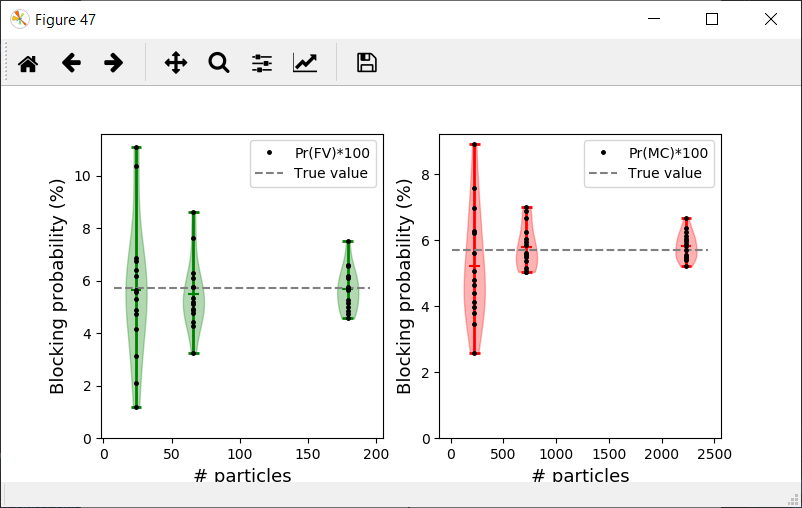 Figure 47
Pr(FV)*100
True value
Blocking probability (%)
10
8
6
4
2
0
0 50 100 150 200
# particles
Pr(MC)*100
True value
Blocking probability (%)
8
6
4
2
0
0 500 1000 1500 2000 2500
# particles